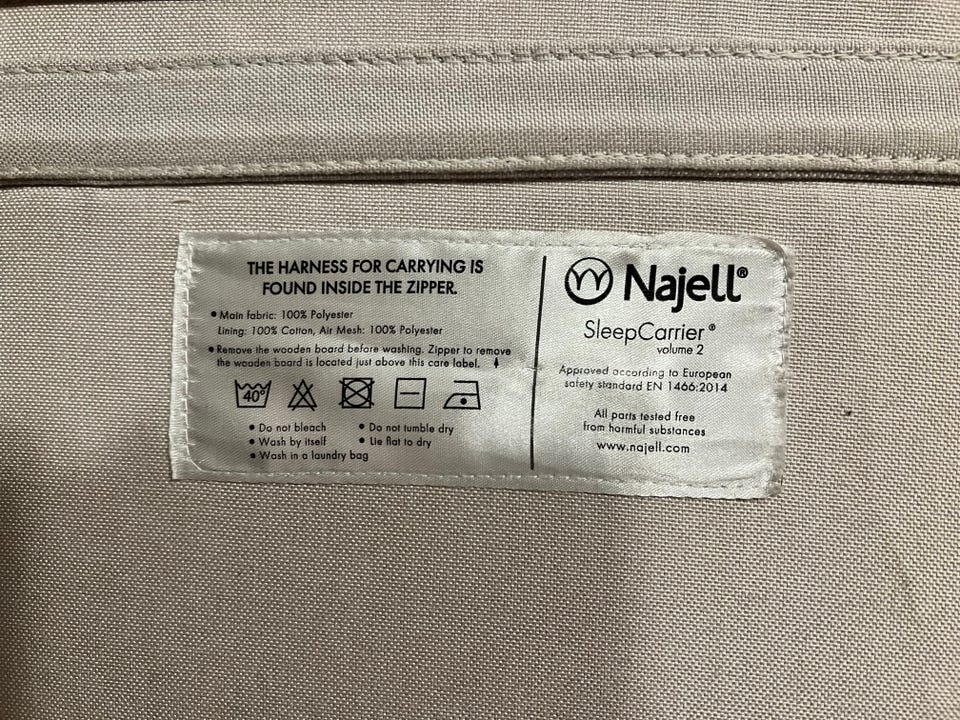 THE HARNESS FOR CARRYING IS
FOUND INSIDE THE ZIPPER.
• Main fabric: 100% Polyester
Lining: 100% Cotton, Air Mesh: 100% Polyester
• Remove the wooden board before washing. Zipper to remove
the wooden board is located just above this care label.
40°
• Do not bleach
• Wash by itself
• Wash in a laundry bag
• Do not tumble dry
• Lie flat to dry
Najell®
SleepCarrier®
volume 2
Approved according to European
safety standard EN 1466:2014
All parts tested free
from harmful substances
www.najell.com